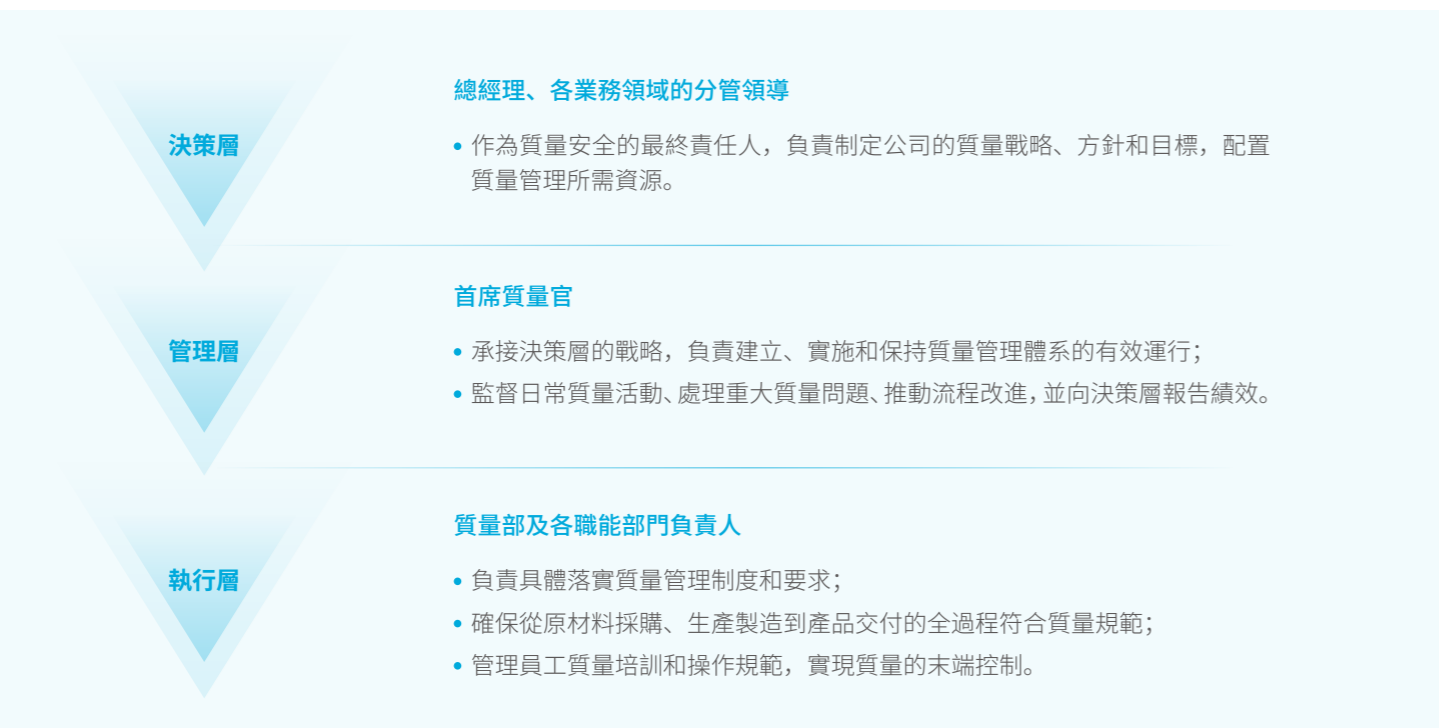 決策層
總經理、各業務領域的分管領導
• 作為質量安全的最終責任人，負責制定公司的質量戰略、方針和目標，配置
質量管理所需資源。
管理層
首席質量官
• 承接決策層的戰略，負責建立、實施和保持質量管理體系的有效運行；
• 監督日常質量活動、處理重大質量問題、推動流程改進，並向決策層報告績效。
執行層
質量部及各職能部門負責人
• 負責具體落實質量管理制度和要求；
• 確保從原材料採購、生產製造到產品交付的全過程符合質量規範；
• 管理員工質量培訓和操作規範，實現質量的末端控制。